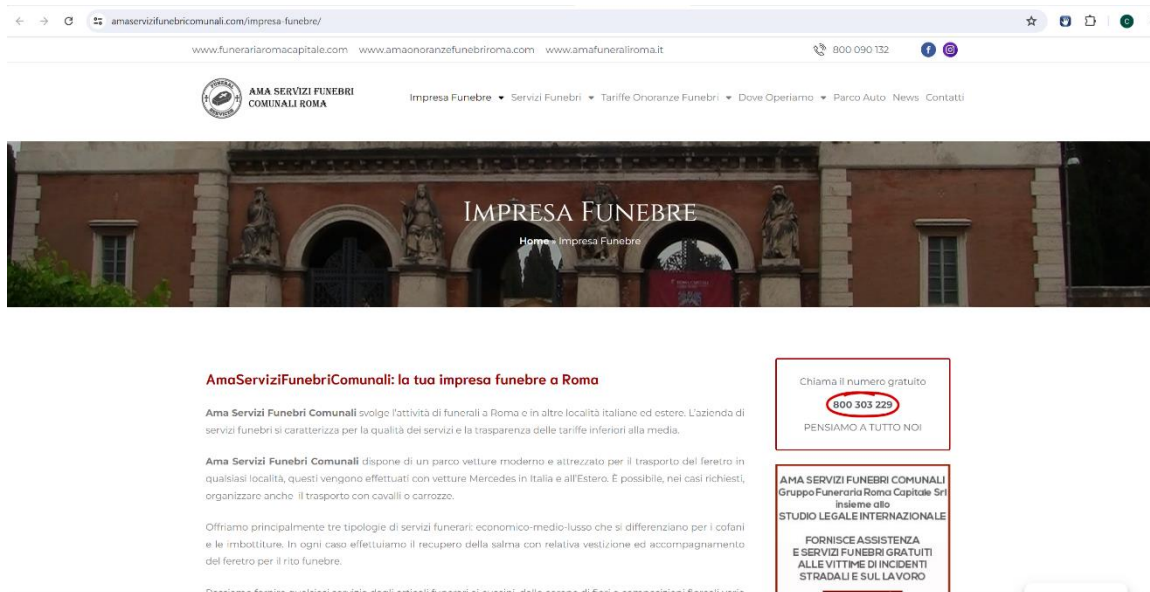 amaservizifunebricomunali.com/impresa-funebre/
www.funerariaromacapitale.com www.amaonoranzefunebriroma.com www.amafuneraliroma.it 800 090 132
FUNERAL
SERVICES
AMA SERVIZI FUNEBRI
COMUNALI ROMA
Impresa Funebre Servizi Funebri Tariffe Onoranze Funebri Dove Operiamo Parco Auto News Contatti
IMPRESA FUNEBRE
Home » Impresa Funebre
AmaServiziFunebriComunali: la tua impresa funebre a Roma
Ama Servizi Funebri Comunali svolge l'attività di funerali a Roma e in altre località italiane ed estere. L'azienda di
servizi funebri si caratterizza per la qualità dei servizi e la trasparenza delle tariffe inferiori alla media.
Ama Servizi Funebri Comunali dispone di un parco vetture moderno e attrezzato per il trasporto del feretro in
qualsiasi località, questi vengono effettuati con vetture Mercedes in Italia e all'Estero. È possibile, nei casi richiesti,
organizzare anche il trasporto con cavalli o carrozze.
Offriamo principalmente tre tipologie di servizi funerari: economico-medio-lusso che si differenziano per i cofani
e le imbottiture. In ogni caso effettuiamo il recupero della salma con relativa vestizione ed accompagnamento
del feretro per il rito funebre.
Chiama il numero gratuito
800 303 229
PENSIAMO A TUTTO NOI
AMA SERVIZI FUNEBRI COMUNALI
Gruppo Funeraria Roma Capitale Srl
insieme allo
STUDIO LEGALE INTERNAZIONALE
FORNISCE ASSISTENZA
E SERVIZI FUNEBRI GRATUITI
ALLE VITTIME DI INCIDENTI
STRADALI E SUL LAVORO